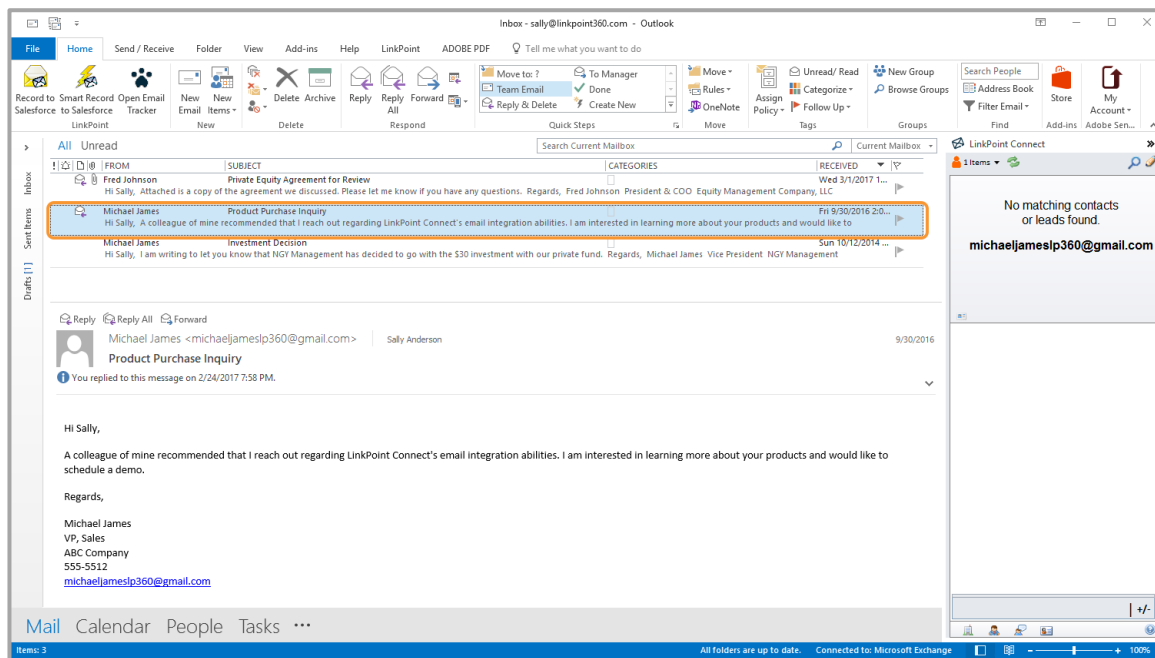 Inbox - sally@linkpoint360.com - Outlook
File Home Send / Receive Folder View Add-ins Help LinkPoint ADOBE PDF Tell me what you want to do
Record to Salesforce
Smart Record to Salesforce
Open Email Tracker
LinkPoint
New Email
New Items
New
Delete Archive
Delete
Reply
Reply All
Forward
Respond
Move to: ?
Team Email
Reply & Delete
To Manager
Done
Create New
Quick Steps
Move
Rules
OneNote
Move
Assign Policy
Unread/ Read
Categorize
Follow Up
Tags
New Group
Browse Groups
Groups
Search People
Address Book
Filter Email
Find
Store
Add-ins
My Account
Adobe Sen...
All Unread
Search Current Mailbox
Current Mailbox
! FROM SUBJECT CATEGORIES RECEIVED
Fred Johnson Private Equity Agreement for Review Wed 3/1/2017 1...
Hi Sally, Attached is a copy of the agreement we discussed. Please let me know if you have any questions. Regards, Fred Johnson President & COO Equity Management Company, LLC
Michael James Product Purchase Inquiry Fri 9/30/2016 2:0...
Hi Sally, A colleague of mine recommended that I reach out regarding LinkPoint Connect's email integration abilities. I am interested in learning more about your products and would like to
Michael James Investment Decision Sun 10/12/2014 ...
Hi Sally, I am writing to let you know that NGY Management has decided to go with the $30 investment with our private fund. Regards, Michael James Vice President NGY Management
Inbox
Sent Items
Drafts [1]
Reply Reply All Forward
Michael James <michaeljameslp360@gmail.com> Sally Anderson 9/30/2016
Product Purchase Inquiry
You replied to this message on 2/24/2017 7:58 PM.
Hi Sally,
A colleague of mine recommended that I reach out regarding LinkPoint Connect's email integration abilities. I am interested in learning more about your products and would like to
schedule a demo.
Regards,
Michael James
VP, Sales
ABC Company
555-5512
michaeljameslp360@gmail.com
LinkPoint Connect
1 Items
No matching contacts
or leads found.
michaeljameslp360@gmail.com
+/-
Mail Calendar People Tasks ...
Items: 3 All folders are up to date. Connected to: Microsoft Exchange - + 100%